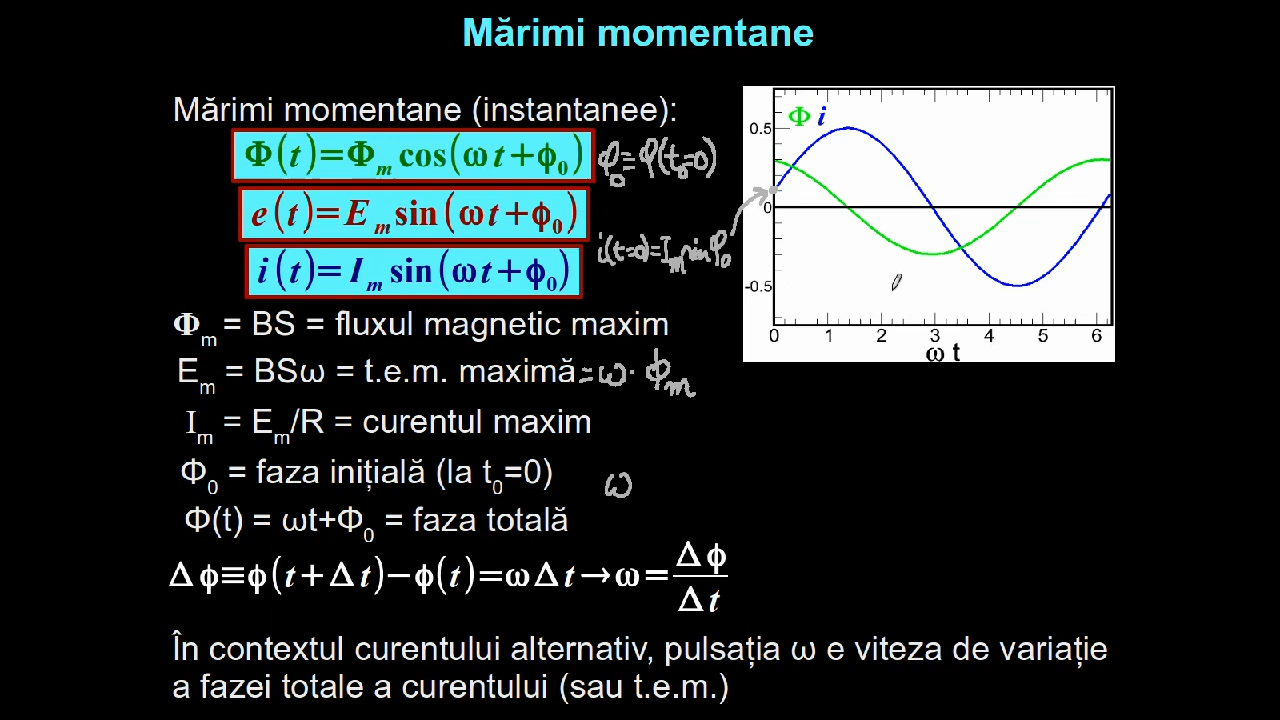 Mărimi momentane
Mărimi momentane (instantanee):
Φ(t)=Φₘ cos(ωt+ϕ₀) φ₀=φ(t₀=0)
e(t)=Eₘ sin(ωt+ϕ₀)
i(t)=Iₘ sin(ωt+ϕ₀) i(t=0)=Iₘ sin φ₀
Φₘ = BS = fluxul magnetic maxim
Eₘ = BSω = t.e.m. maximă = ω · ϕₘ
Iₘ = Eₘ/R = curentul maxim
Φ₀ = faza inițială (la t₀=0) ω
Φ(t) = ωt+Φ₀ = faza totală
Δϕ≡ϕ(t+Δt)−ϕ(t)=ωΔt→ω=Δϕ/Δt
În contextul curentului alternativ, pulsația ω e viteza de variație
a fazei totale a curentului (sau t.e.m.)
Φ i
0.5
0
-0.5
0 1 2 3 4 5 6
ω t